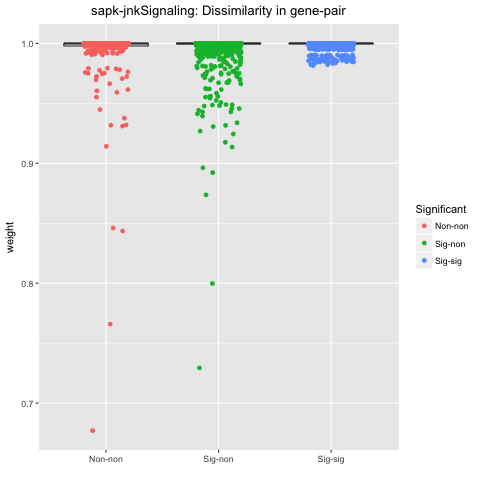 sapk-jnkSignaling: Dissimilarity in gene-pair
1.0
0.9
0.8
0.7
weight
Non-non
Sig-non
Sig-sig
Significant
Non-non
Sig-non
Sig-sig